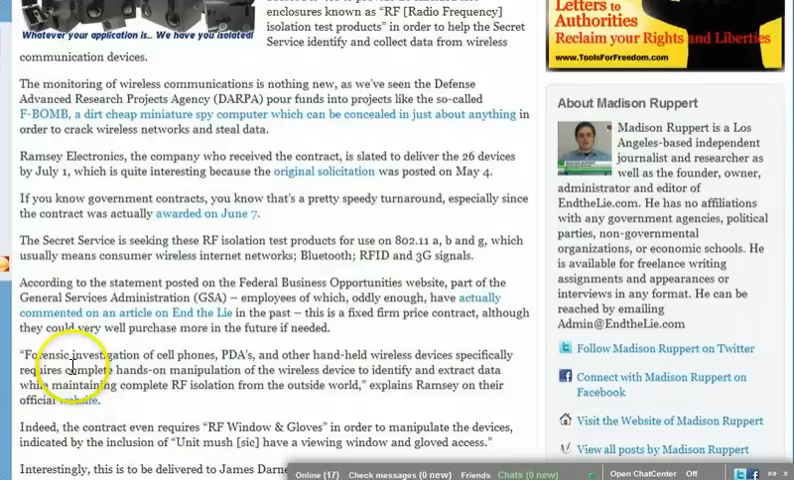 enclosures known as “RF [Radio Frequency]
isolation test products” in order to help the Secret
Service identify and collect data from wireless
communication devices.
Whatever your application is... We have you isolated!
The monitoring of wireless communications is nothing new, as we’ve seen the Defense
Advanced Research Projects Agency (DARPA) pour funds into projects like the so-called
F-BOMB, a dirt cheap miniature spy computer which can be concealed in just about anything in
order to crack wireless networks and steal data.
Ramsey Electronics, the company who received the contract, is slated to deliver the 26 devices
by July 1, which is quite interesting because the original solicitation was posted on May 4.
If you know government contracts, you know that’s a pretty speedy turnaround, especially since
the contract was actually awarded on June 7.
The Secret Service is seeking these RF isolation test products for use on 802.11 a, b and g, which
usually means consumer wireless internet networks; Bluetooth; RFID and 3G signals.
According to the statement posted on the Federal Business Opportunities website, part of the
General Services Administration (GSA) – employees of which, oddly enough, have actually
commented on an article on End the Lie in the past – this is a fixed firm price contract, although
they could very well purchase more in the future if needed.
“Forensic investigation of cell phones, PDA’s, and other hand-held wireless devices specifically
requires complete hands-on manipulation of the wireless device to identify and extract data
while maintaining complete RF isolation from the outside world,” explains Ramsey on their
official website.
Indeed, the contract even requires “RF Window & Gloves” in order to manipulate the devices,
indicated by the inclusion of “Unit mush [sic] have a viewing window and gloved access.”
Interestingly, this is to be delivered to James Darne
Letters to
Authorities
Reclaim your Rights and Liberties
www.ToolsForFreedom.com
About Madison Ruppert
Madison Ruppert is a Los
Angeles-based independent
journalist and researcher as
well as the founder, owner,
administrator and editor of
EndtheLie.com. He has no affiliations
with any government agencies, political
parties, non-governmental
organizations, or economic schools. He
is available for freelance writing
assignments and appearances or
interviews in any format. He can be
reached by emailing
Admin@EndtheLie.com
Follow Madison Ruppert on Twitter
Connect with Madison Ruppert on
Facebook
Visit the Website of Madison Ruppert
View all posts by Madison Ruppert
Online (17) Check messages (0 new) Friends Chats (0 new) Open ChatCenter Off